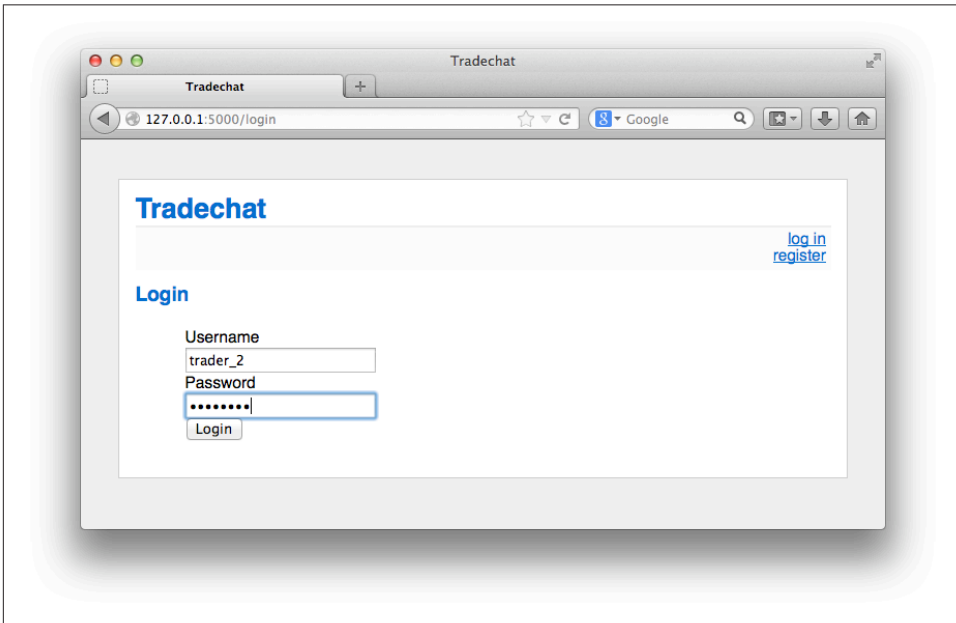 Tradechat
Tradechat
127.0.0.1:5000/login
Google
Tradechat
log in
register
Login
Username
trader_2
Password
••••••••
Login